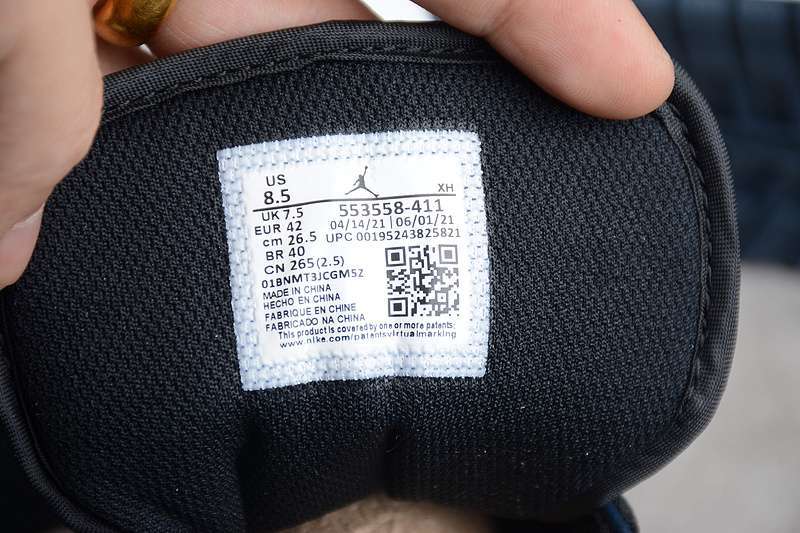 US
8.5
XH
UK 7.5
553558-411
EUR 42
04/14/21 | 06/01/21
cm 26.5
UPC 00195243825821
BR 40
CN 265 (2.5)
01BNMT3JCGM52
MADE IN CHINA
HECHO EN CHINA
FABRIQUE EN CHINE
FABRICADO NA CHINA
This product is covered by one or more patents:
www.nike.com/patentsvirtualmarking